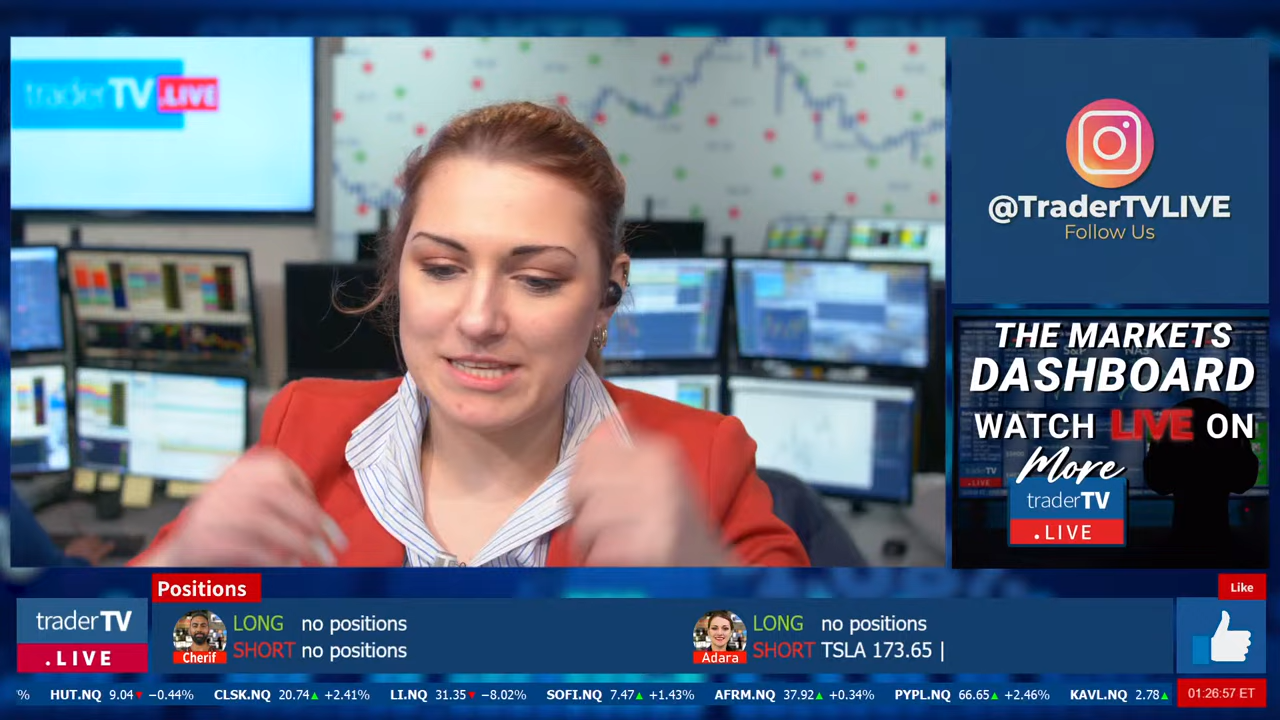 traderTV.LIVE
@TraderTVLIVE
Follow Us
THE MARKETS
DASHBOARD
WATCH LIVE ON
More
traderTV
.LIVE
Positions
Like
traderTV
.LIVE
Cherif
LONG no positions
SHORT no positions
Adara
LONG no positions
SHORT TSLA 173.65 |
% HUT.NQ 9.04▼ −0.44% CLSK.NQ 20.74▲ +2.41% LI.NQ 31.35▼ −8.02% SOFI.NQ 7.47▲ +1.43% AFRM.NQ 37.92▲ +0.34% PYPL.NQ 66.65▲ +2.46% KAVL.NQ 2.78▲
01:26:57 ET